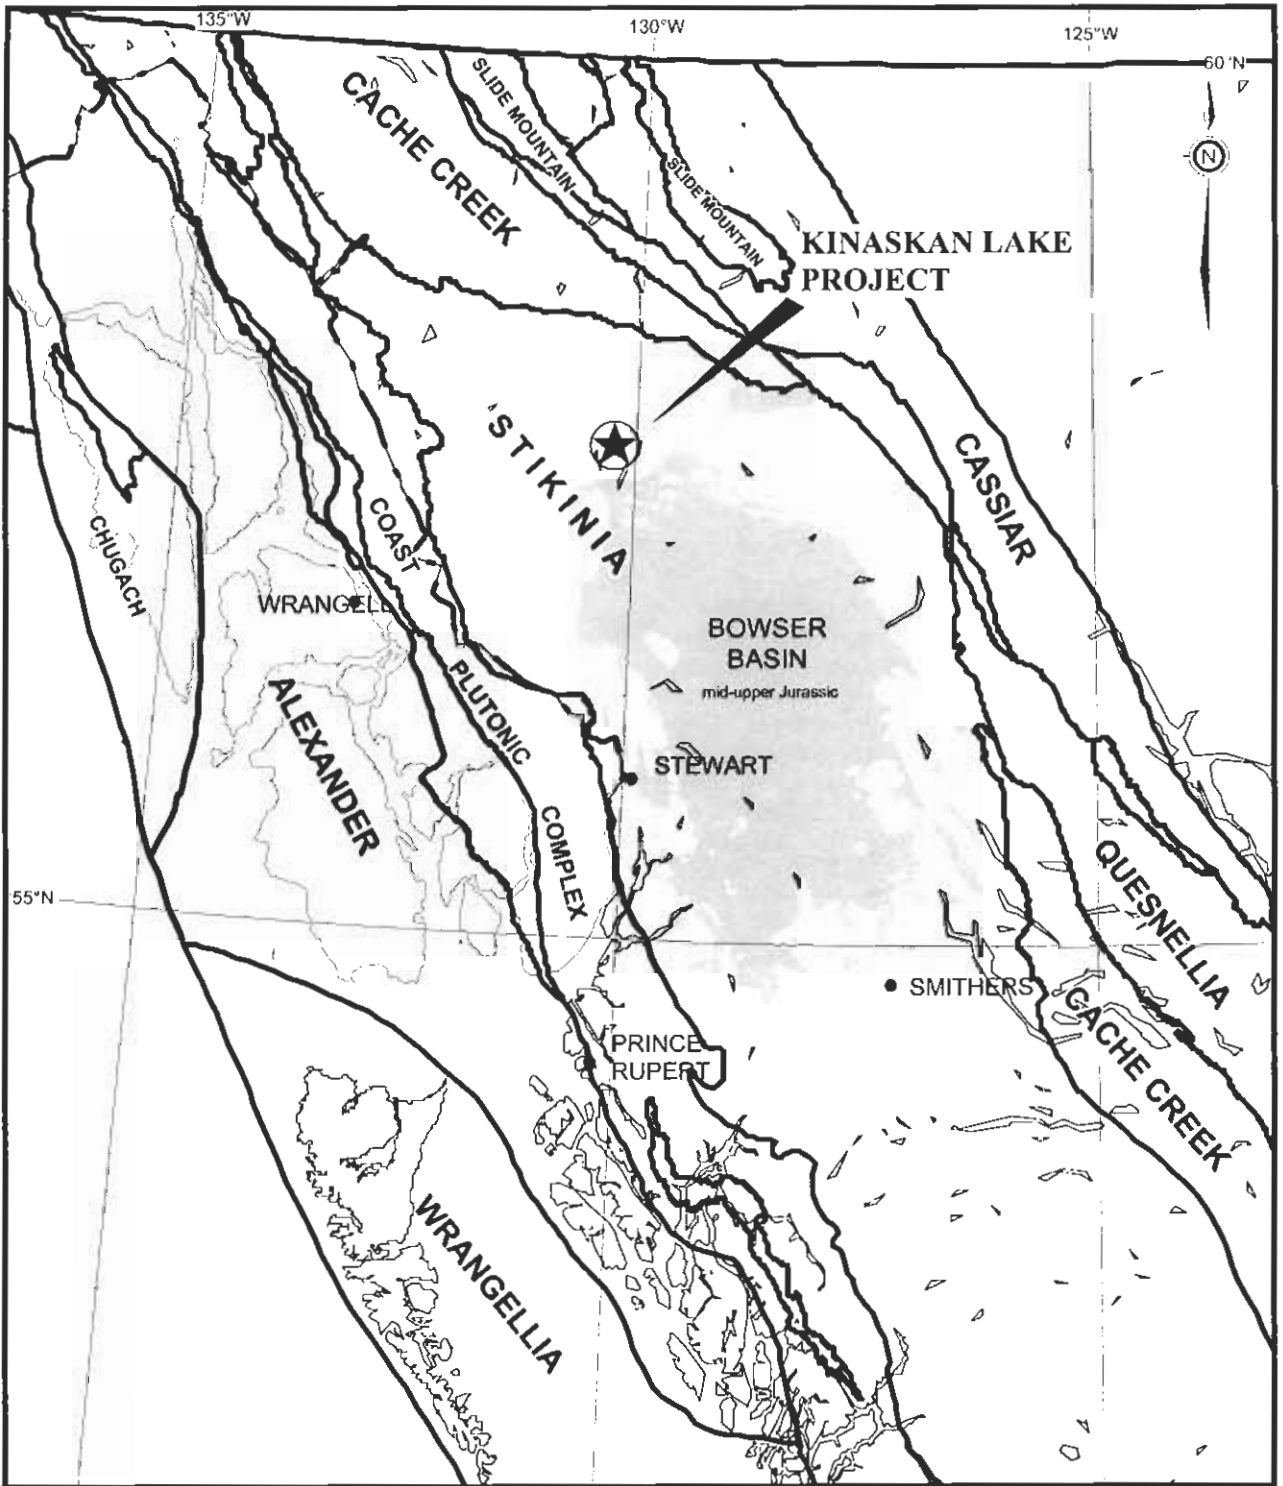 135°W
130°W
125°W
60°N
N
CACHE CREEK
SLIDE MOUNTAIN
SLIDE MOUNTAIN
KINASKAN LAKE
PROJECT
STIKINIA
CASSIAR
COAST
CHUGACH
WRANGELL
BOWSER
BASIN
mid-upper Jurassic
PLUTONIC
ALEXANDER
STEWART
COMPLEX
QUESNELLIA
55°N
SMITHERS
CACHE CREEK
PRINCE
RUPERT
WRANGELLIA